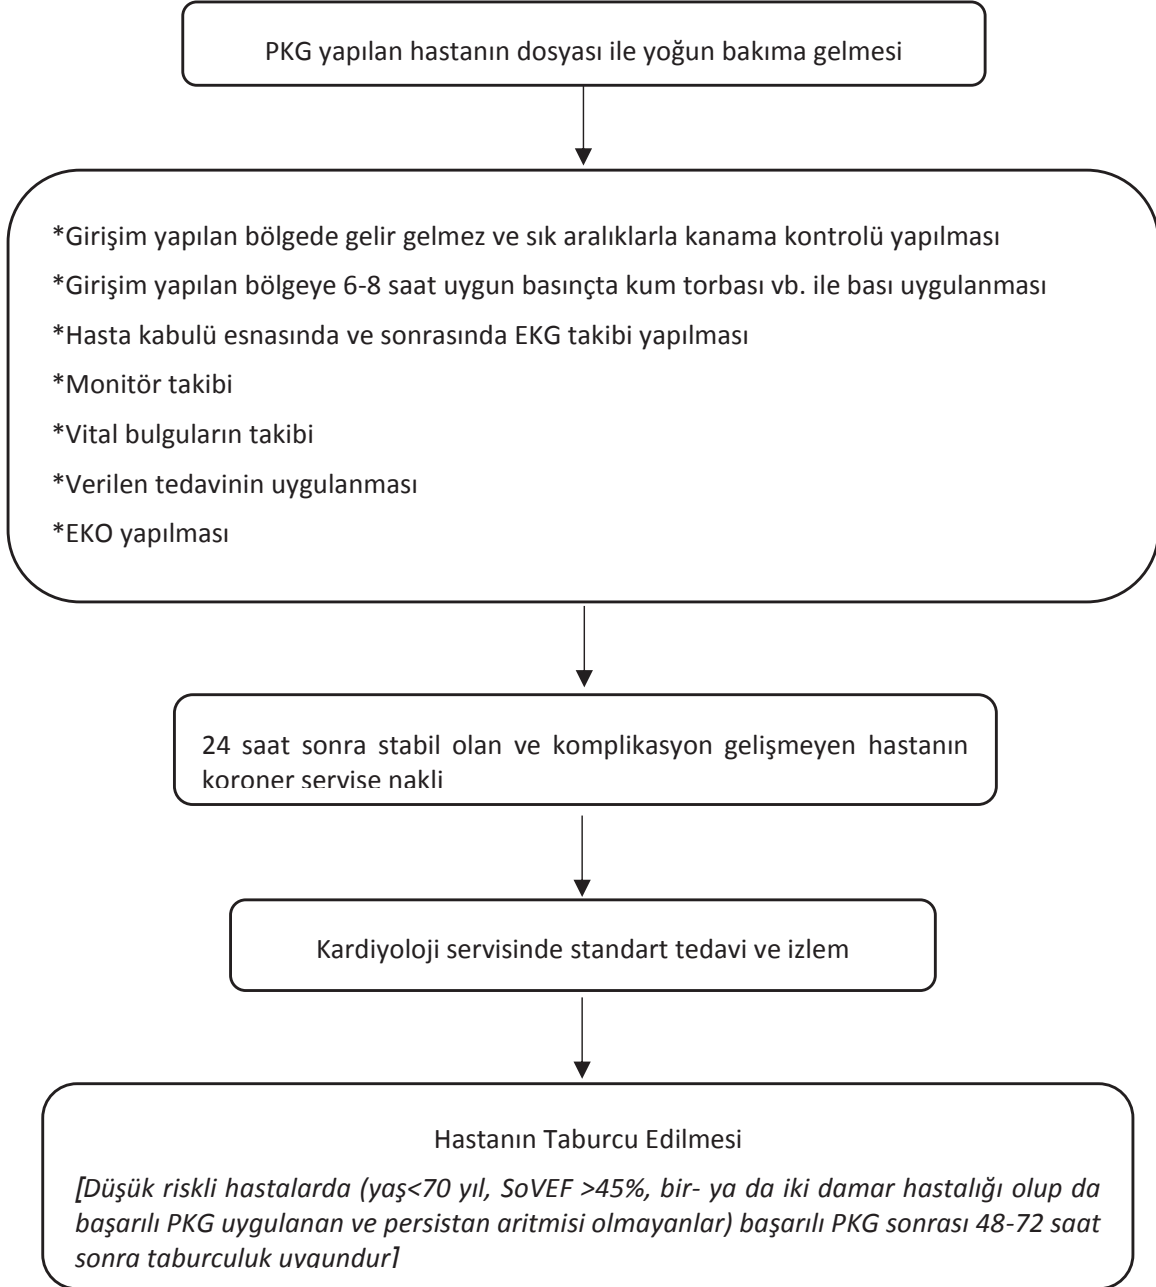 PKG yapılan hastanın dosyası ile yoğun bakıma gelmesi
*Girişim yapılan bölgede gelir gelmez ve sık aralıklarla kanama kontrolü yapılması
*Girişim yapılan bölgeye 6-8 saat uygun basınçta kum torbası vb. ile bası uygulanması
*Hasta kabulü esnasında ve sonrasında EKG takibi yapılması
*Monitör takibi
*Vital bulguların takibi
*Verilen tedavinin uygulanması
*EKO yapılması
24 saat sonra stabil olan ve komplikasyon gelişmeyen hastanın
koroner servise nakli
Kardiyoloji servisinde standart tedavi ve izlem
Hastanın Taburcu Edilmesi
[Düşük riskli hastalarda (yaş<70 yıl, SoVEF >45%, bir- ya da iki damar hastalığı olup da
başarılı PKG uygulanan ve persistan aritmisi olmayanlar) başarılı PKG sonrası 48-72 saat
sonra taburculuk uygundur]